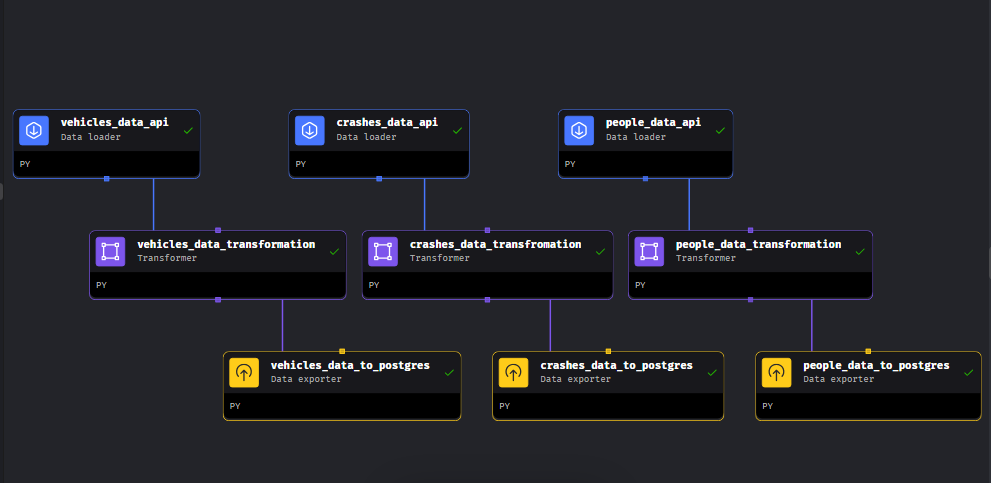 vehicles_data_api
Data loader
PY
crashes_data_api
Data loader
PY
people_data_api
Data loader
PY
vehicles_data_transformation
Transformer
PY
crashes_data_transfromation
Transformer
PY
people_data_transformation
Transformer
PY
vehicles_data_to_postgres
Data exporter
PY
crashes_data_to_postgres
Data exporter
PY
people_data_to_postgres
Data exporter
PY